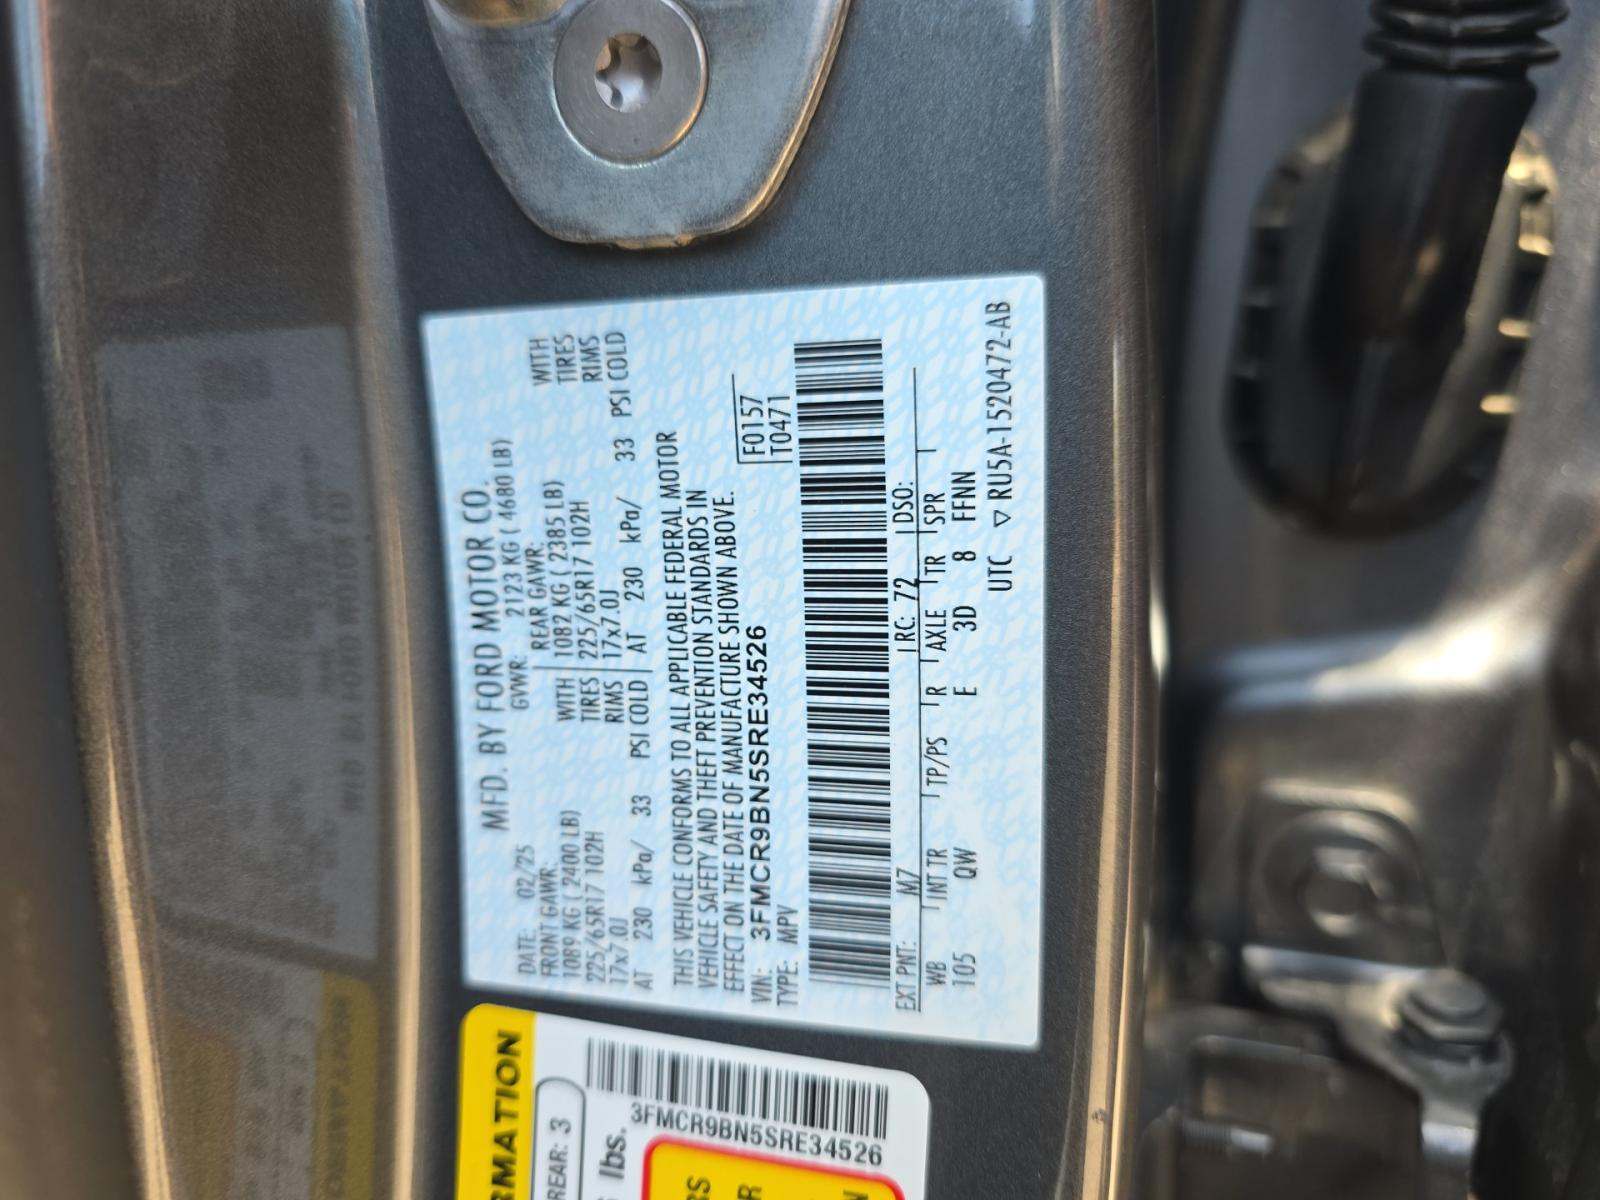 MFD. BY FORD MOTOR CO.
DATE: 02/25 GVWR: 2123 KG ( 4680 LB)
FRONT GAWR: REAR GAWR:
1089 KG ( 2400 LB) WITH 1082 KG ( 2385 LB) WITH
225/65R17 102H TIRES 225/65R17 102H TIRES
17x7.0J RIMS 17x7.0J RIMS
AT 230 kPa/ 33 PSI COLD AT 230 kPa/ 33 PSI COLD
THIS VEHICLE CONFORMS TO ALL APPLICABLE FEDERAL MOTOR
VEHICLE SAFETY AND THEFT PREVENTION STANDARDS IN
EFFECT ON THE DATE OF MANUFACTURE SHOWN ABOVE.
VIN: 3FMCR9BN5SRE34526 F0157
TYPE: MPV T0471
EXT PNT: M7 RC: 72 DSO:
WB INT TR TP/PS R AXLE TR SPR
105 QW E 3D 8 FFNN
UTC ▽ RU5A-1520472-AB
RMATION
REAR: 3
lbs.
3FMCR9BN5SRE34526